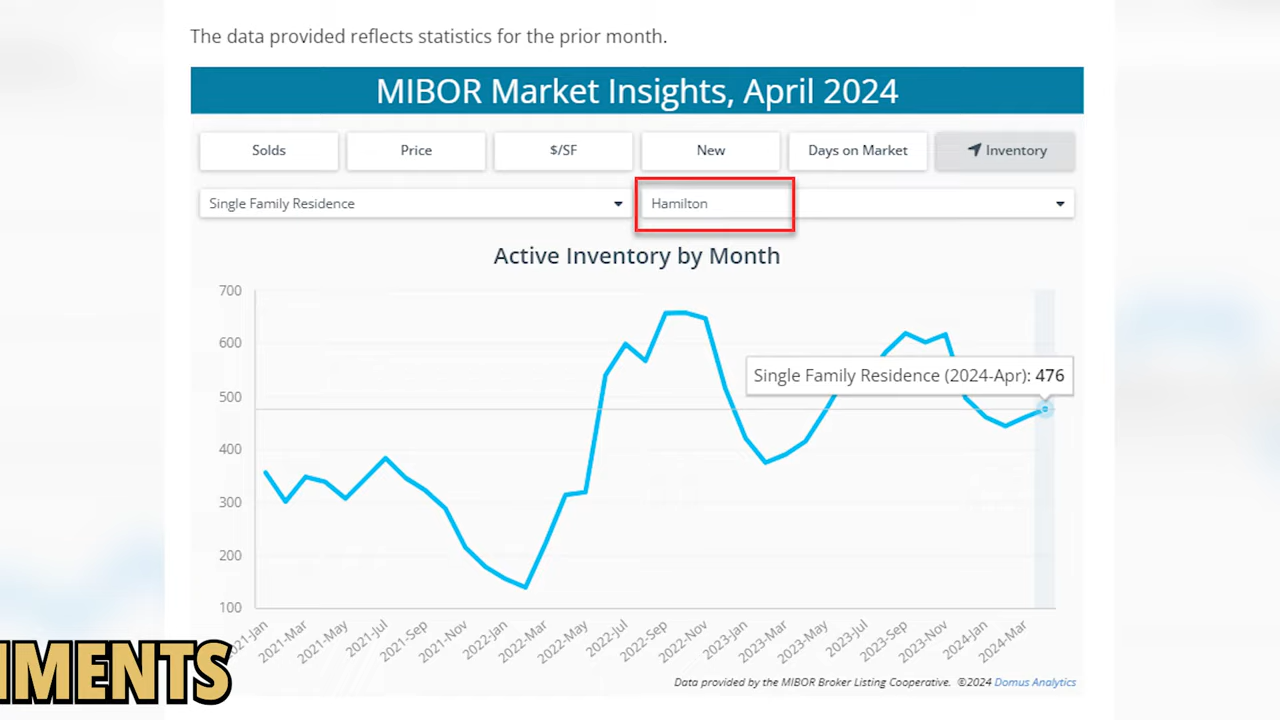 The data provided reflects statistics for the prior month.
MIBOR Market Insights, April 2024
Solds
Price
$/SF
New
Days on Market
Inventory
Single Family Residence
Hamilton
Active Inventory by Month
700
600
500
400
300
200
100
Single Family Residence (2024-Apr): 476
2021-Jan
2021-Mar
2021-May
2021-Jul
2021-Sep
2021-Nov
2022-Jan
2022-Mar
2022-May
2022-Jul
2022-Sep
2022-Nov
2023-Jan
2023-Mar
2023-May
2023-Jul
2023-Sep
2023-Nov
2024-Jan
2024-Mar
MENTS
Data provided by the MIBOR Broker Listing Cooperative. ©2024 Domus Analytics